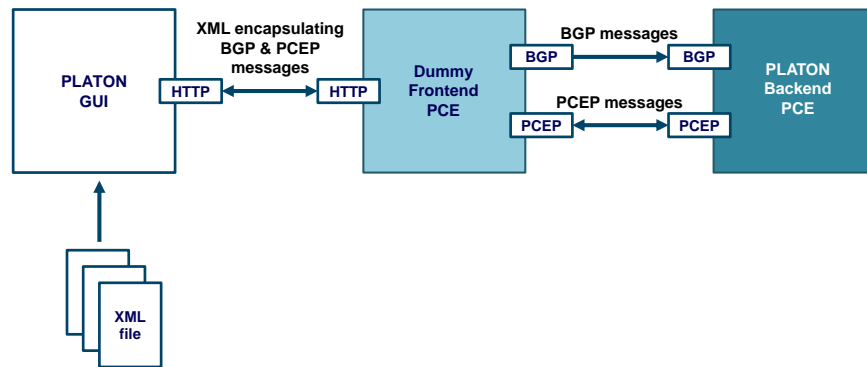 PLATON
GUI
HTTP
XML encapsulating
BGP & PCEP
messages
HTTP
Dummy
Frontend
PCE
BGP
PCEP
BGP messages
PCEP messages
BGP
PCEP
PLATON
Backend
PCE
XML
file